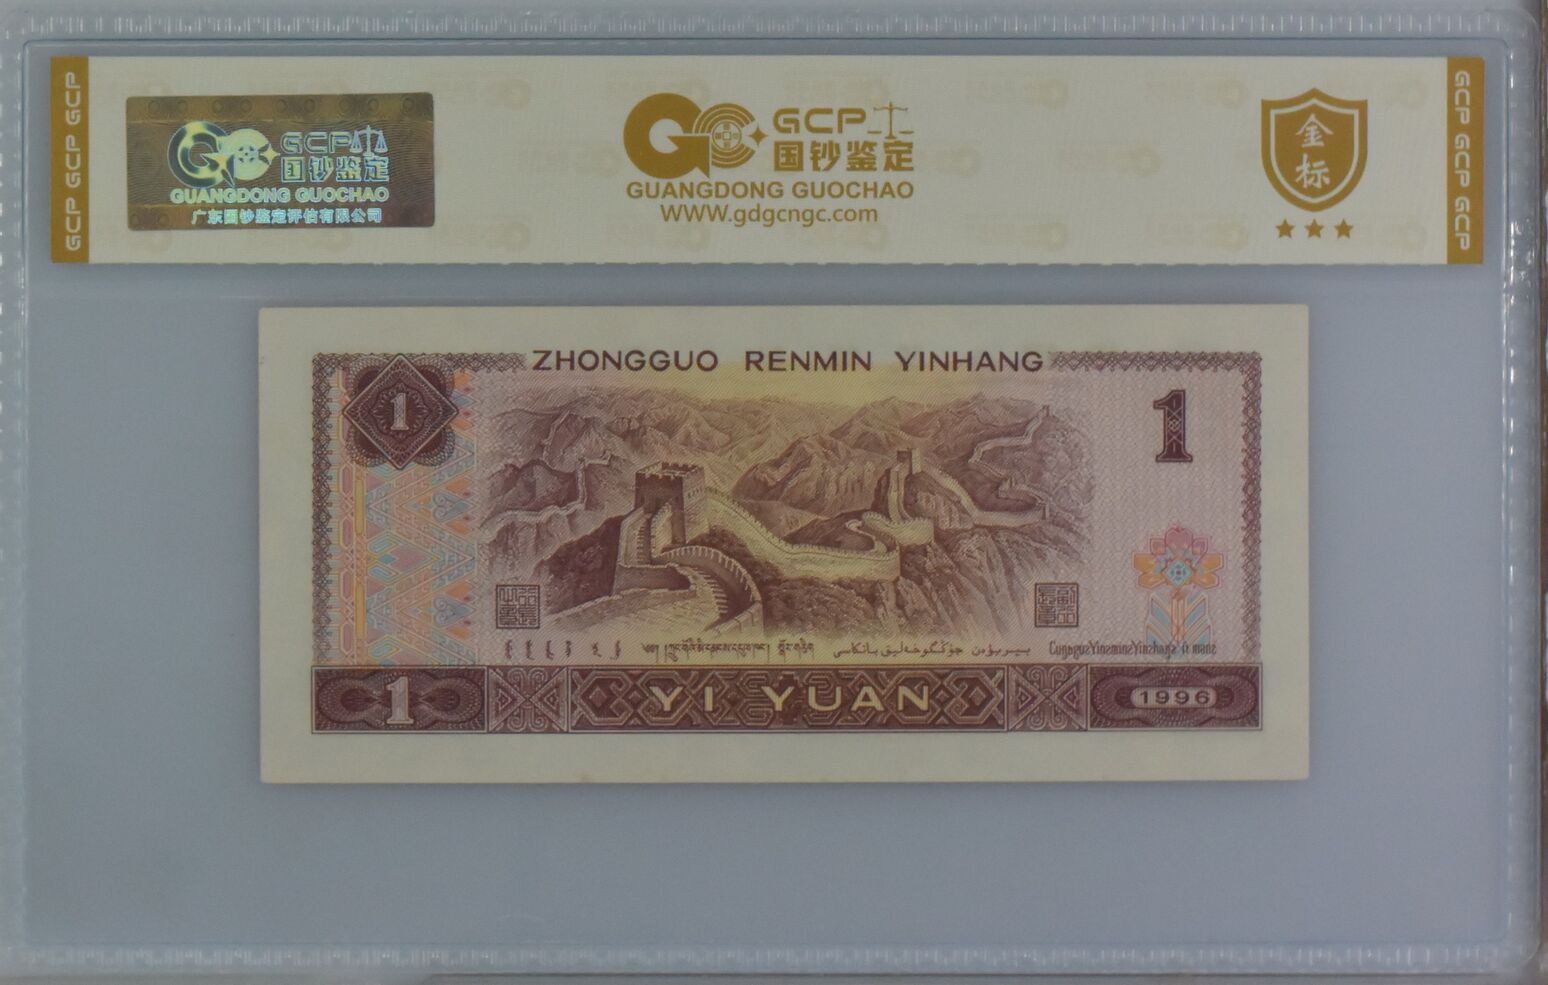 GCP GCP GCP
GCP 国钞鉴定
GUANGDONG GUOCHAO
广东国钞鉴定评估有限公司
GCP
国钞鉴定
GUANGDONG GUOCHAO
WWW.gdgcngc.com
金标
GCP GCP GCP
ZHONGGUO RENMIN YINHANG
1
1
1
YI YUAN
1996